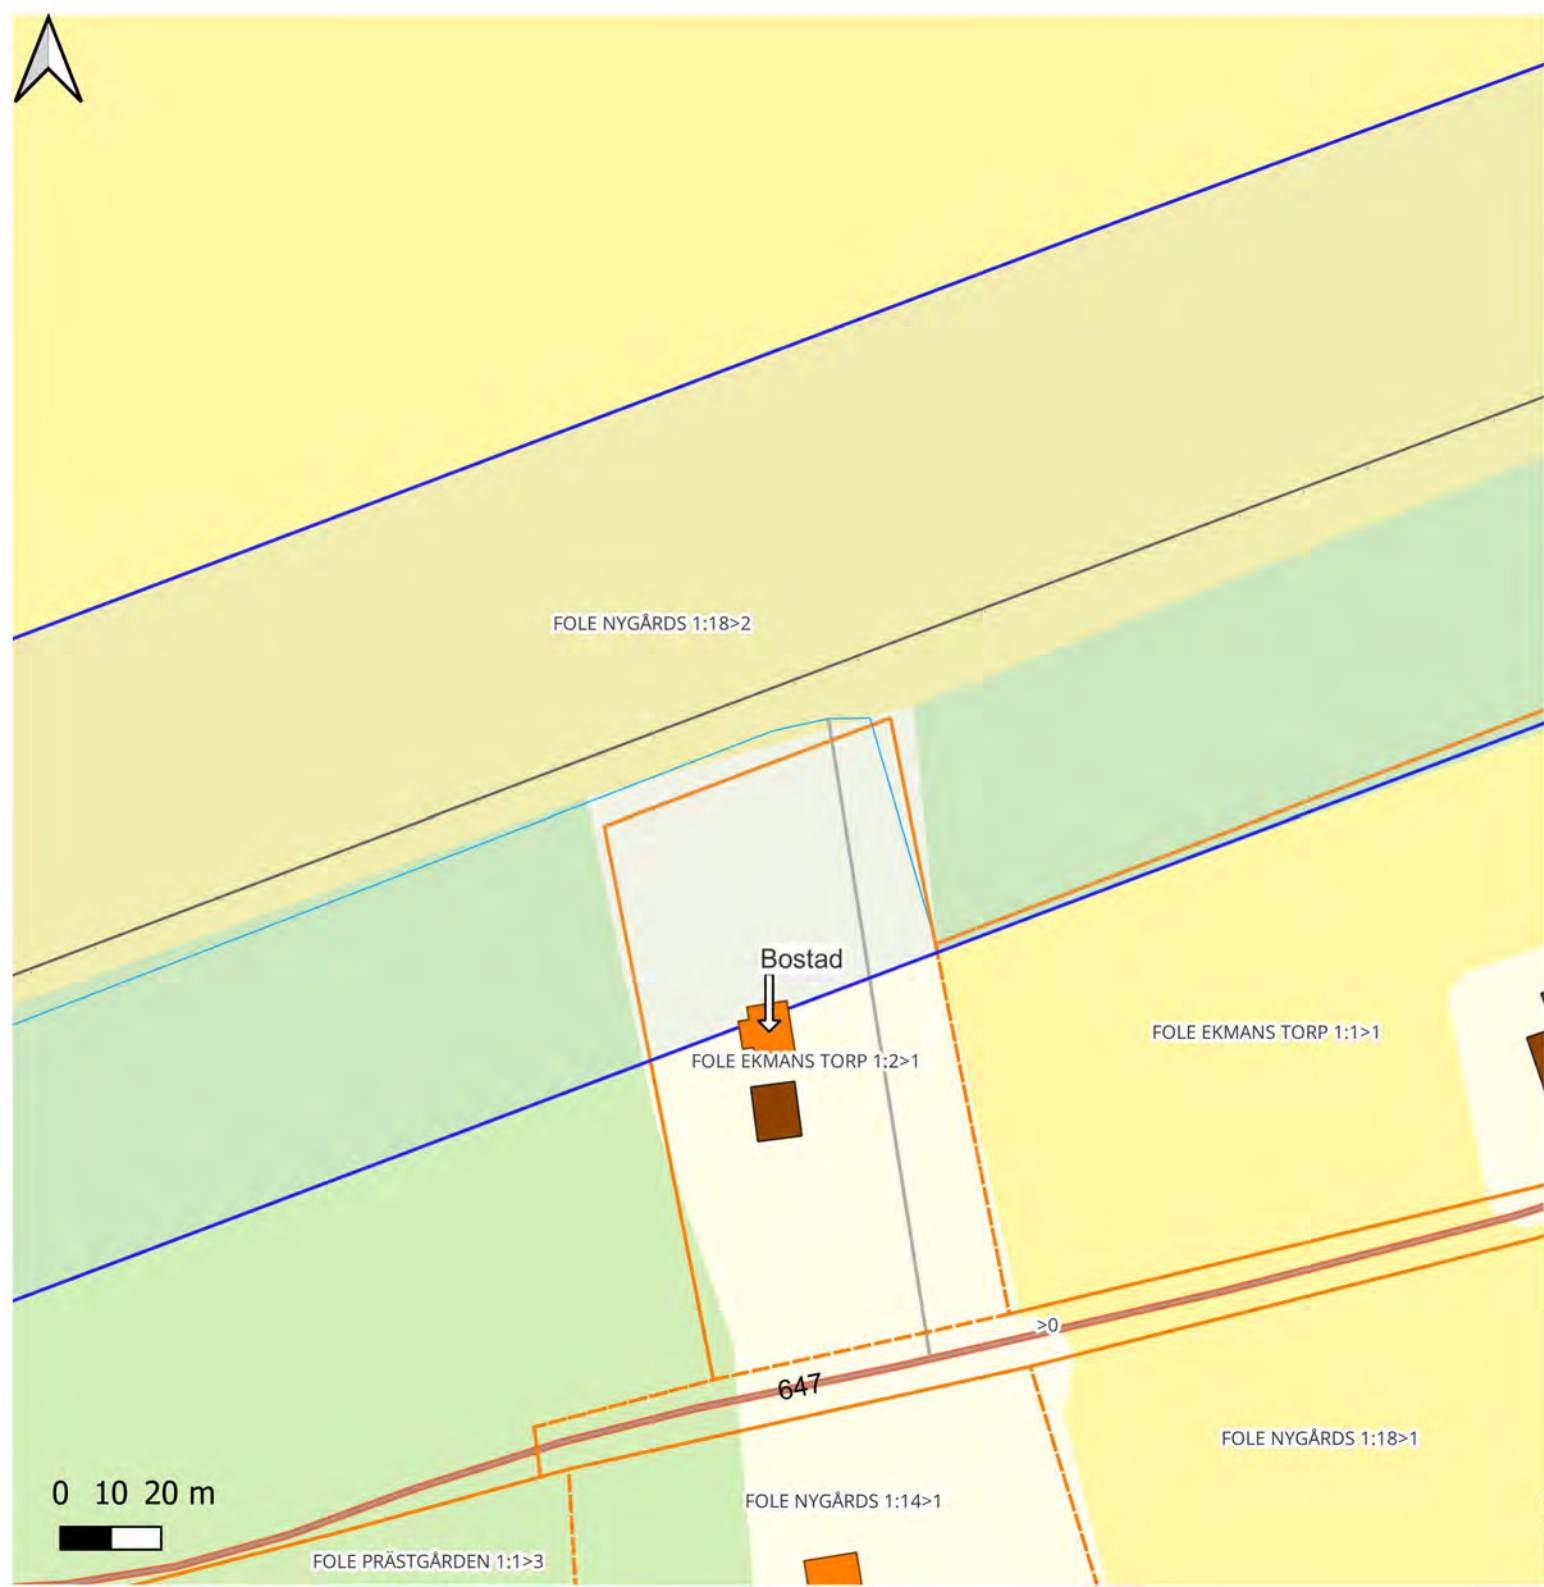 FOLE NYGÅRDS 1:18>2
Bostad
FOLE EKMANS TORP 1:1>1
FOLE EKMANS TORP 1:2>1
>0
647
FOLE NYGÅRDS 1:18>1
0 10 20 m
FOLE NYGÅRDS 1:14>1
FOLE PRÄSTGÅRDEN 1:1>3